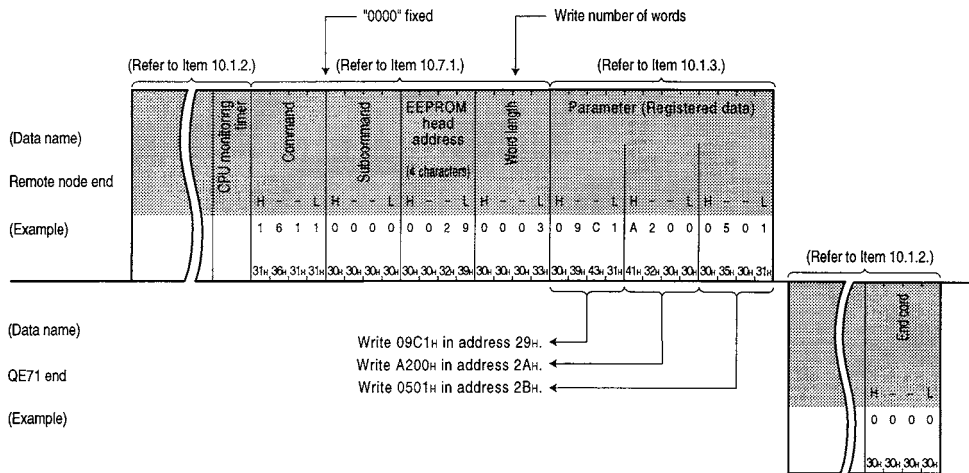 "0000" fixed
Write number of words
(Refer to Item 10.1.2.)
(Refer to Item 10.7.1.)
(Refer to Item 10.1.3.)
(Data name)
Remote node end
CPU monitoring timer
Command
Subcommand
EEPROM head address
(4 characters)
Word length
Parameter (Registered data)
H - - L H - - L H - - L H - - L H - - L H - - L H - - L
(Example)
1 6 1 1 0 0 0 0 0 0 2 9 0 0 0 3 0 9 C 1 A 2 0 0 0 5 0 1
31H 36H 31H 31H 30H 30H 30H 30H 30H 30H 32H 39H 30H 30H 30H 33H 30H 39H 43H 31H 41H 32H 30H 30H 30H 35H 30H 31H
(Refer to Item 10.1.2.)
(Data name)
QE71 end
Write 09C1H in address 29H.
Write A200H in address 2AH.
Write 0501H in address 2BH.
End card
H - - L
(Example)
0 0 0 0
30H 30H 30H 30H